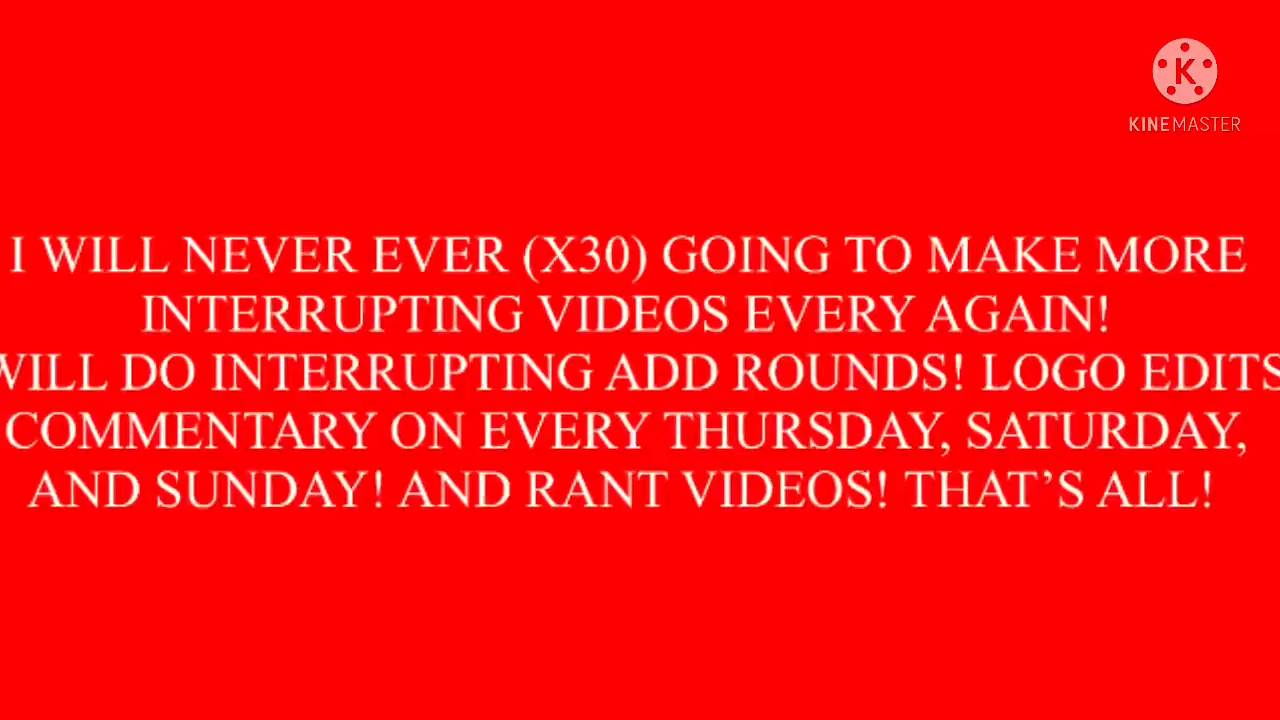 KINEMASTER
I WILL NEVER EVER (X30) GOING TO MAKE MORE
INTERRUPTING VIDEOS EVERY AGAIN!
WILL DO INTERRUPTING ADD ROUNDS! LOGO EDITS
COMMENTARY ON EVERY THURSDAY, SATURDAY,
AND SUNDAY! AND RANT VIDEOS! THAT’S ALL!